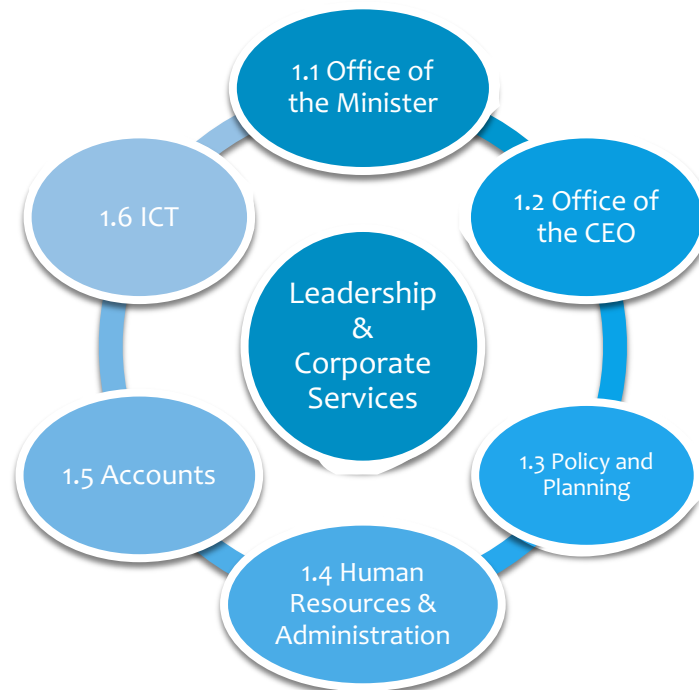 1.1 Office of
the Minister
1.2 Office of
the CEO
1.6 ICT
Leadership
&
Corporate
Services
1.3 Policy and
Planning
1.5 Accounts
1.4 Human
Resources &
Administration